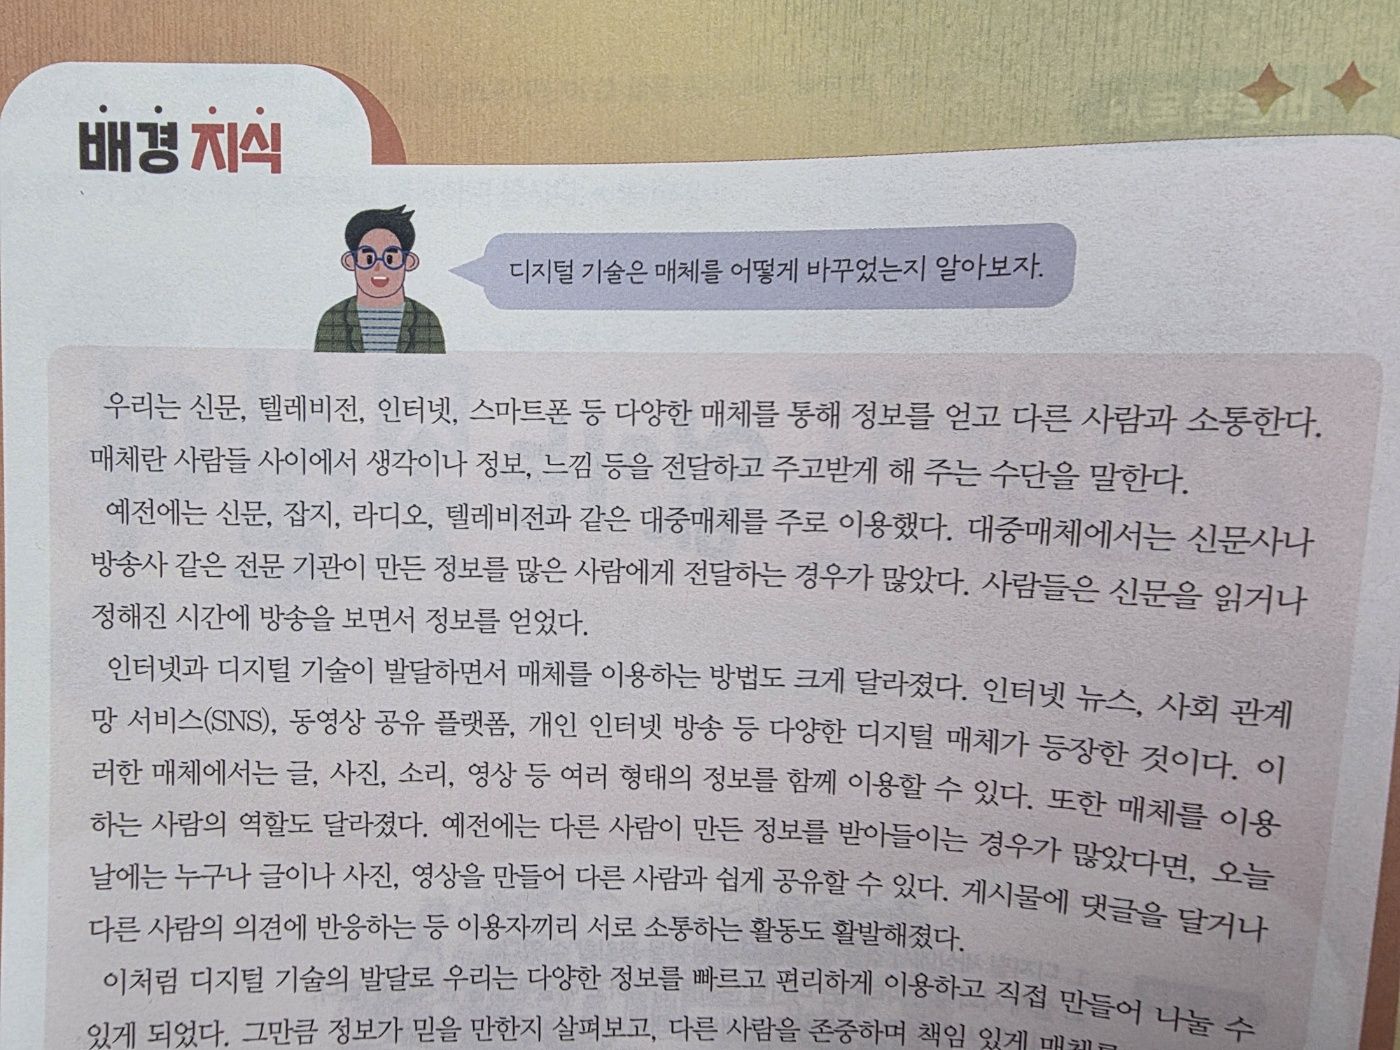 배경 지식
디지털 기술은 매체를 어떻게 바꾸었는지 알아보자.
우리는 신문, 텔레비전, 인터넷, 스마트폰 등 다양한 매체를 통해 정보를 얻고 다른 사람과 소통한다.
매체란 사람들 사이에서 생각이나 정보, 느낌 등을 전달하고 주고받게 해 주는 수단을 말한다.
예전에는 신문, 잡지, 라디오, 텔레비전과 같은 대중매체를 주로 이용했다. 대중매체에서는 신문사나
방송사 같은 전문 기관이 만든 정보를 많은 사람에게 전달하는 경우가 많았다. 사람들은 신문을 읽거나
정해진 시간에 방송을 보면서 정보를 얻었다.
인터넷과 디지털 기술이 발달하면서 매체를 이용하는 방법도 크게 달라졌다. 인터넷 뉴스, 사회 관계
망 서비스(SNS), 동영상 공유 플랫폼, 개인 인터넷 방송 등 다양한 디지털 매체가 등장한 것이다. 이
러한 매체에서는 글, 사진, 소리, 영상 등 여러 형태의 정보를 함께 이용할 수 있다. 또한 매체를 이용
하는 사람의 역할도 달라졌다. 예전에는 다른 사람이 만든 정보를 받아들이는 경우가 많았다면, 오늘
날에는 누구나 글이나 사진, 영상을 만들어 다른 사람과 쉽게 공유할 수 있다. 게시물에 댓글을 달거나
다른 사람의 의견에 반응하는 등 이용자끼리 서로 소통하는 활동도 활발해졌다.
이처럼 디지털 기술의 발달로 우리는 다양한 정보를 빠르고 편리하게 이용하고 직접 만들어 나눌 수
있게 되었다. 그만큼 정보가 믿을 만한지 살펴보고, 다른 사람을 존중하며 책임 있게 매체를